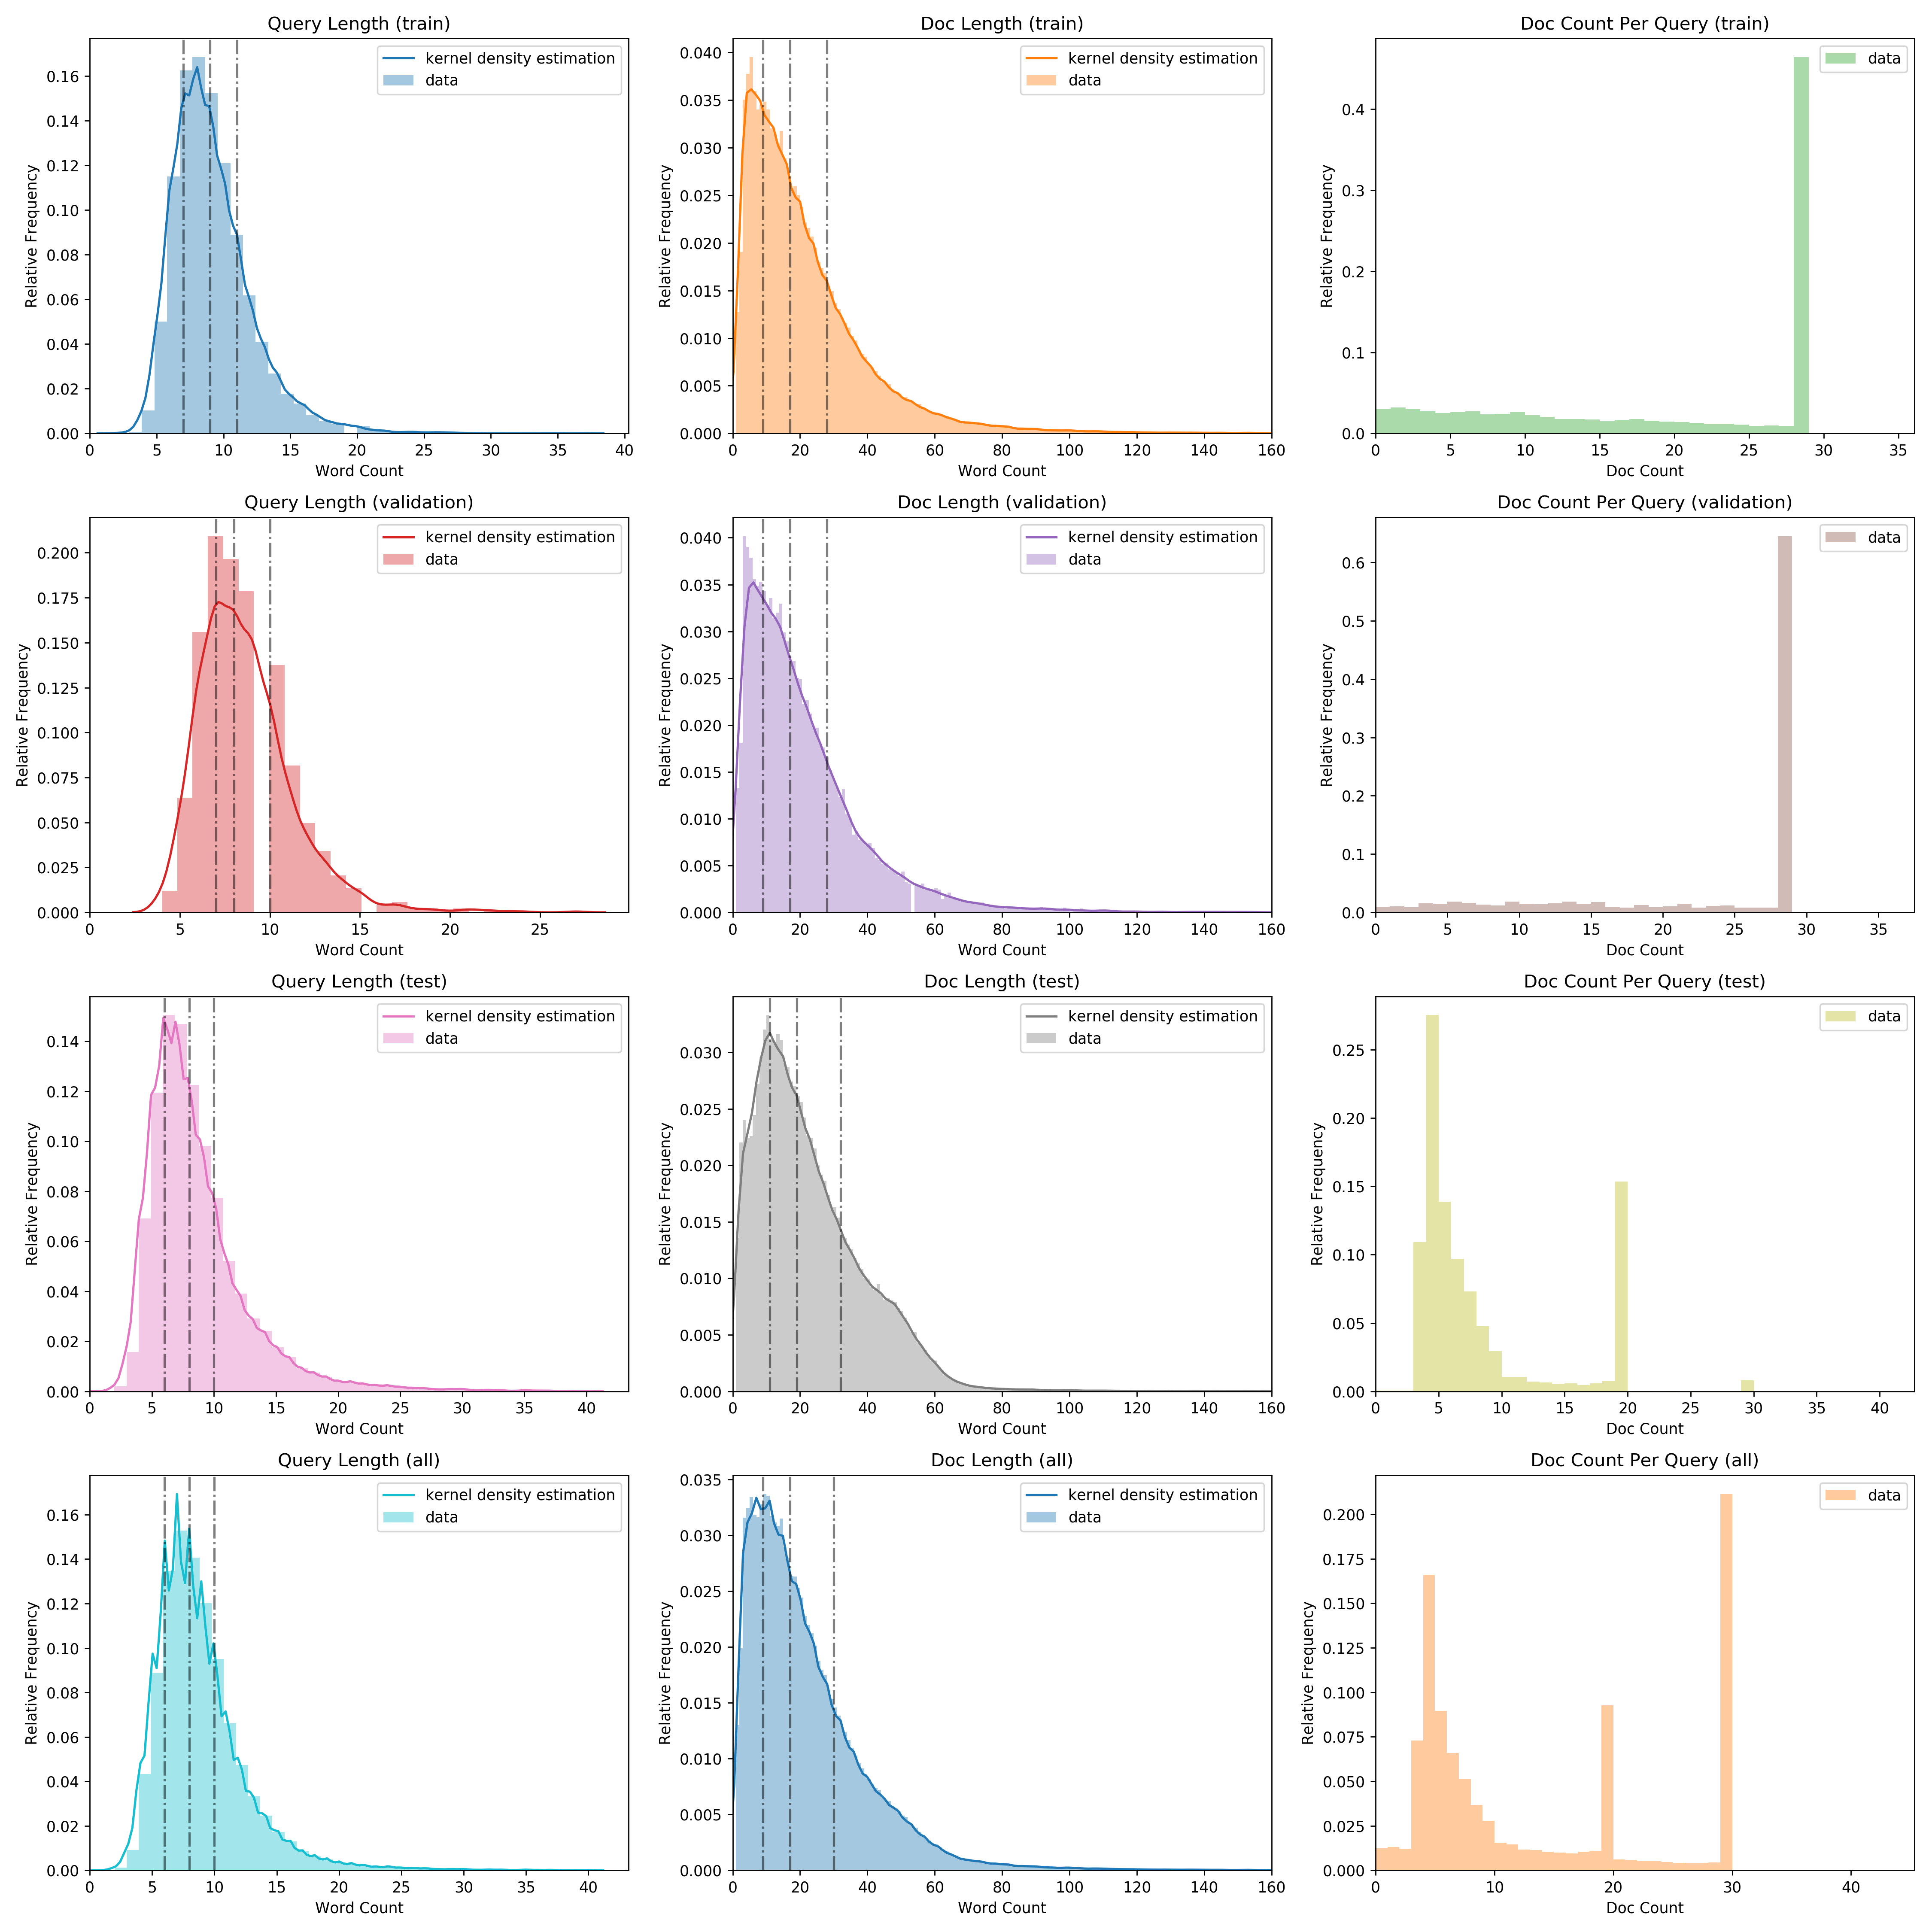 Query Length (train)
Relative Frequency
0.16
0.14
0.12
0.10
0.08
0.06
0.04
0.02
0.00
kernel density estimation
data
0 5 10 15 20 25 30 35 40
Word Count
Doc Length (train)
Relative Frequency
0.040
0.035
0.030
0.025
0.020
0.015
0.010
0.005
0.000
kernel density estimation
data
0 20 40 60 80 100 120 140 160
Word Count
Doc Count Per Query (train)
Relative Frequency
0.4
0.3
0.2
0.1
0.0
data
0 5 10 15 20 25 30 35
Doc Count
Query Length (validation)
Relative Frequency
0.200
0.175
0.150
0.125
0.100
0.075
0.050
0.025
0.000
kernel density estimation
data
0 5 10 15 20 25
Word Count
Doc Length (validation)
Relative Frequency
0.040
0.035
0.030
0.025
0.020
0.015
0.010
0.005
0.000
kernel density estimation
data
0 20 40 60 80 100 120 140 160
Word Count
Doc Count Per Query (validation)
Relative Frequency
0.6
0.5
0.4
0.3
0.2
0.1
0.0
data
0 5 10 15 20 25 30 35
Doc Count
Query Length (test)
Relative Frequency
0.14
0.12
0.10
0.08
0.06
0.04
0.02
0.00
kernel density estimation
data
0 5 10 15 20 25 30 35 40
Word Count
Doc Length (test)
Relative Frequency
0.030
0.025
0.020
0.015
0.010
0.005
0.000
kernel density estimation
data
0 20 40 60 80 100 120 140 160
Word Count
Doc Count Per Query (test)
Relative Frequency
0.25
0.20
0.15
0.10
0.05
0.00
data
0 5 10 15 20 25 30 35 40
Doc Count
Query Length (all)
Relative Frequency
0.16
0.14
0.12
0.10
0.08
0.06
0.04
0.02
0.00
kernel density estimation
data
0 5 10 15 20 25 30 35 40
Word Count
Doc Length (all)
Relative Frequency
0.035
0.030
0.025
0.020
0.015
0.010
0.005
0.000
kernel density estimation
data
0 20 40 60 80 100 120 140 160
Word Count
Doc Count Per Query (all)
Relative Frequency
0.200
0.175
0.150
0.125
0.100
0.075
0.050
0.025
0.000
data
0 10 20 30 40
Doc Count